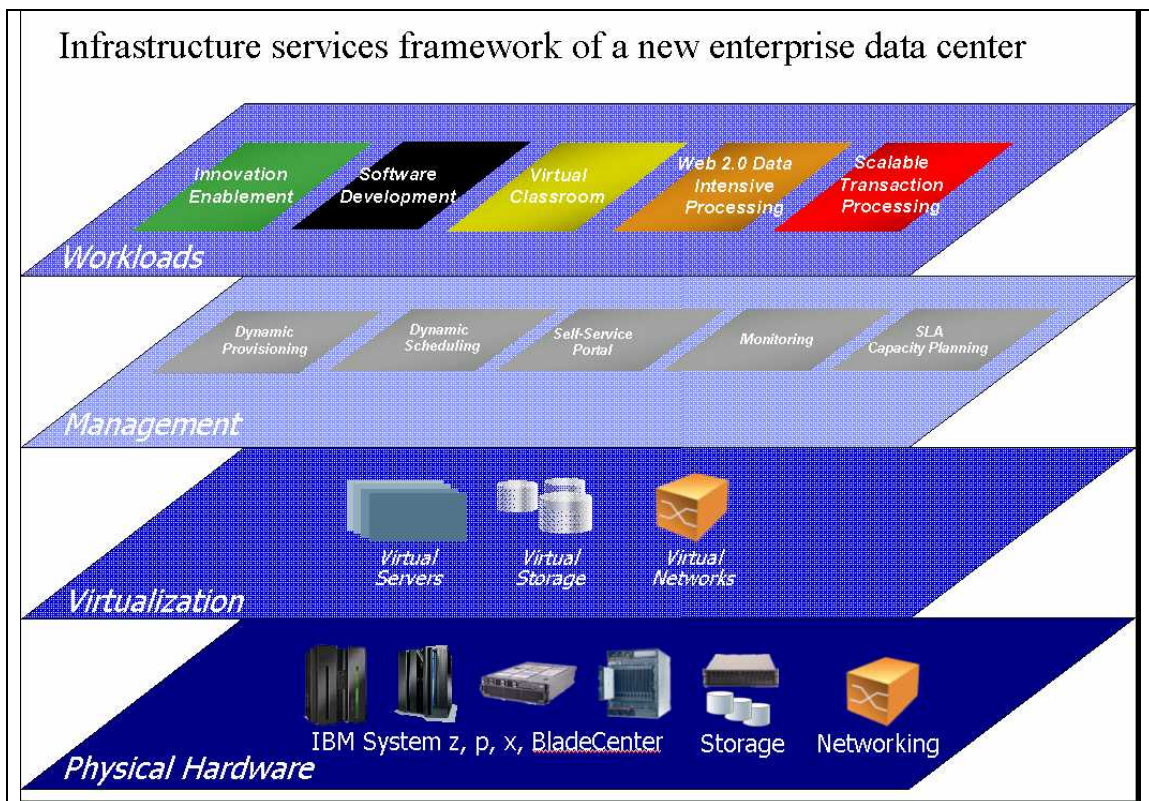 Infrastructure services framework of a new enterprise data center
Innovation
Enablement
Software
Development
Virtual
Classroom
Web 2.0 Data
Intensive
Processing
Scalable
Transaction
Processing
Workloads
Dynamic
Provisioning
Dynamic
Scheduling
Self-Service
Portal
Monitoring
SLA
Capacity Planning
Management
Virtual
Servers
Virtual
Storage
Virtual
Networks
Virtualization
IBM System z, p, x, BladeCenter
Storage
Networking
Physical Hardware